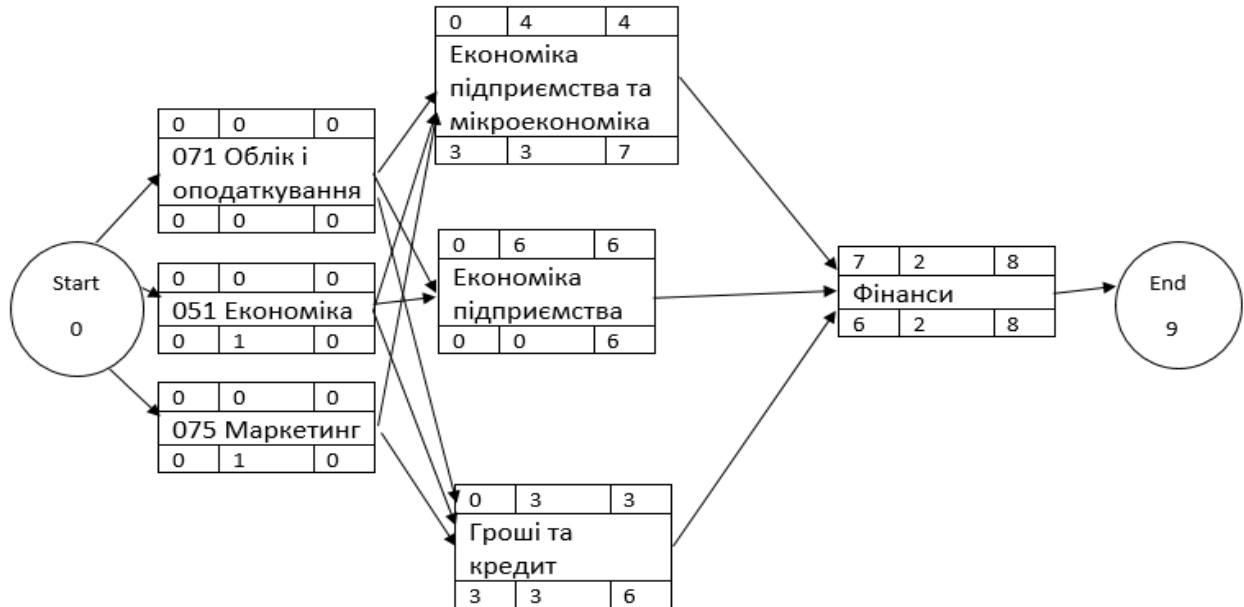 Start
0
0 0 0
071 Облік і
оподаткування
0 0 0
0 0 0
051 Економіка
0 1 0
0 0 0
075 Маркетинг
0 1 0
0 4 4
Економіка
підприємства та
мікроекономіка
3 3 7
0 6 6
Економіка
підприємства
0 0 6
0 3 3
Гроші та
кредит
3 3 6
7 2 8
Фінанси
6 2 8
End
9